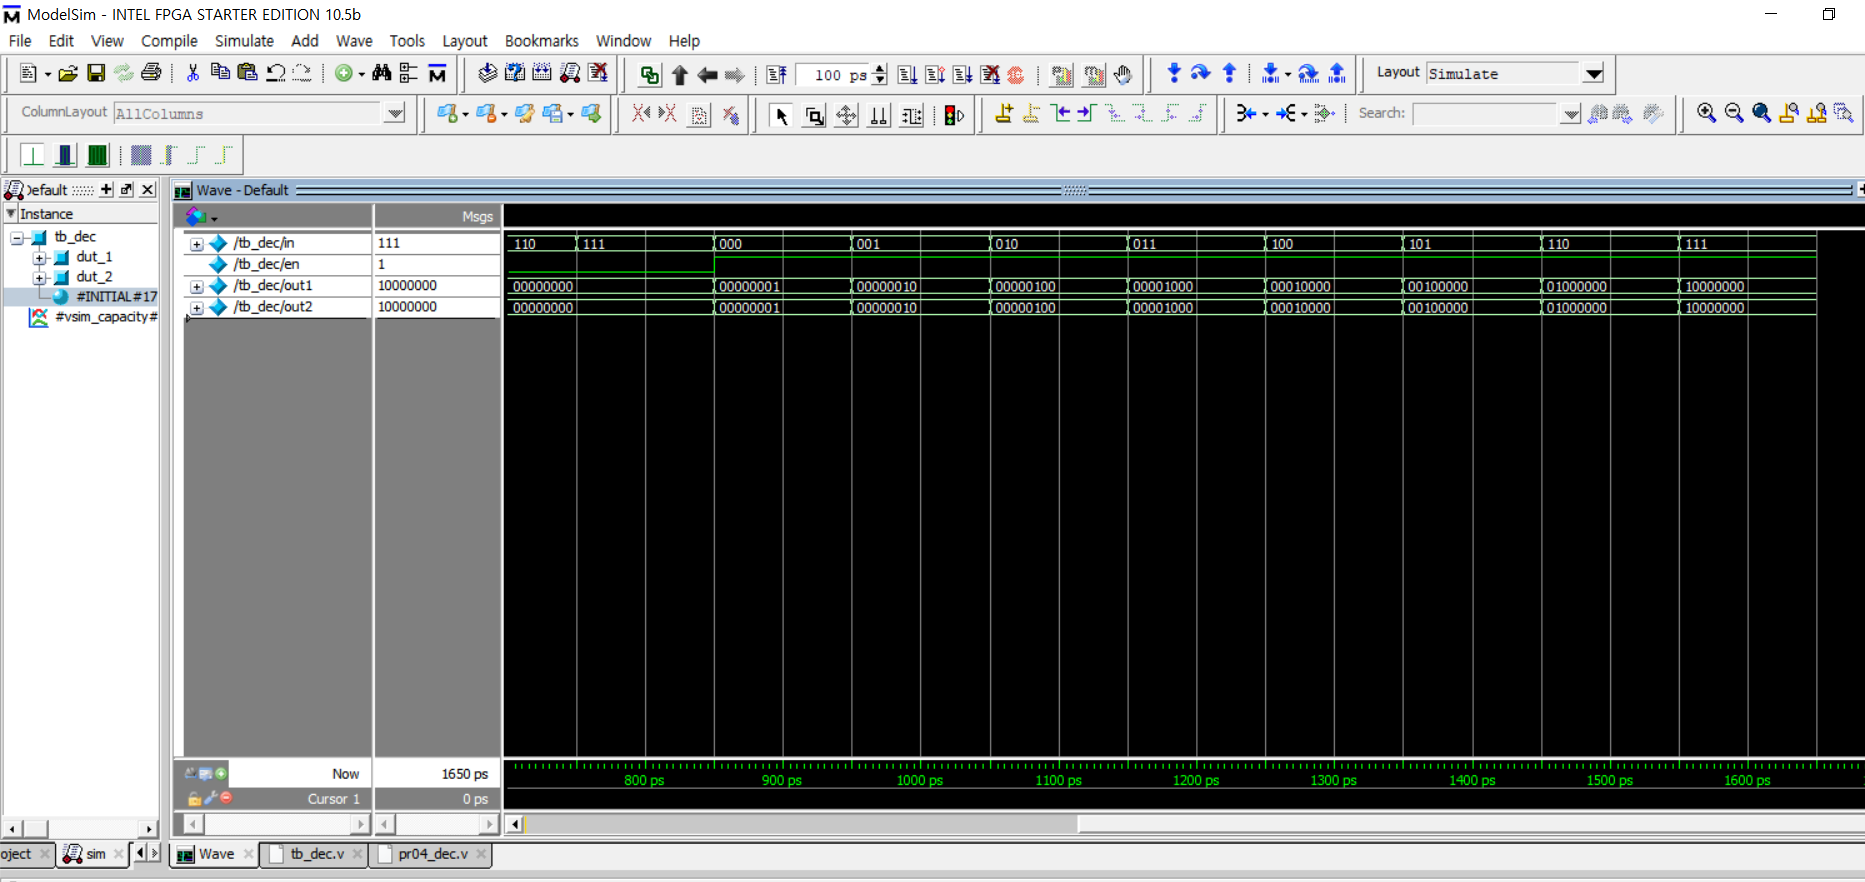 ModelSim - INTEL FPGA STARTER EDITION 10.5b
File Edit View Compile Simulate Add Wave Tools Layout Bookmarks Window Help
100 ps Layout Simulate
ColumnLayout AllColumns Search:
Default Wave - Default
Instance Msgs
tb_dec
dut_1
dut_2
#INITIAL#17
#vsim_capacity#
/tb_dec/in 111 110 111 000 001 010 011 100 101 110 111
/tb_dec/en 1
/tb_dec/out1 10000000 00000000 00000001 00000010 00000100 00001000 00010000 00100000 01000000 10000000
/tb_dec/out2 10000000 00000000 00000001 00000010 00000100 00001000 00010000 00100000 01000000 10000000
Now 1650 ps 800 ps 900 ps 1000 ps 1100 ps 1200 ps 1300 ps 1400 ps 1500 ps 1600 ps
Cursor 1 0 ps
oject sim Wave tb_dec.v pr04_dec.v